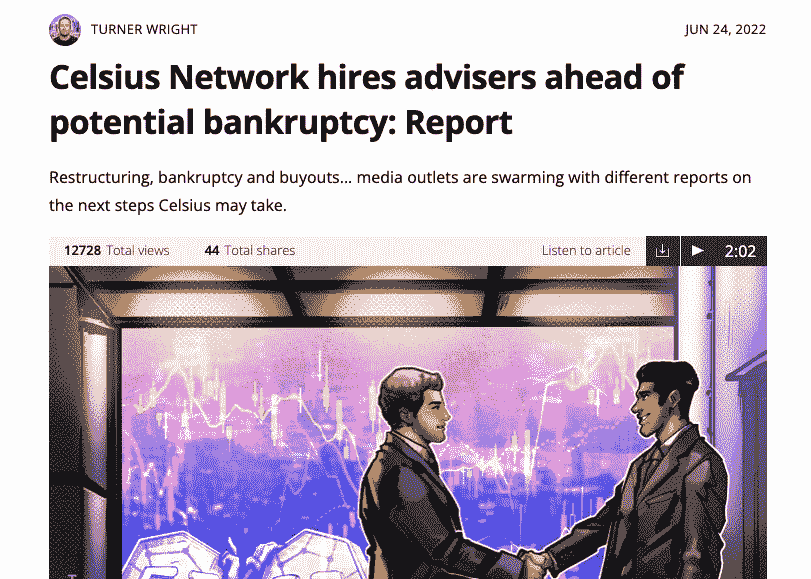 TURNER WRIGHT
JUN 24, 2022
Celsius Network hires advisers ahead of
potential bankruptcy: Report
Restructuring, bankruptcy and buyouts... media outlets are swarming with different reports on
the next steps Celsius may take.
12728 Total views 44 Total shares Listen to article 2:02